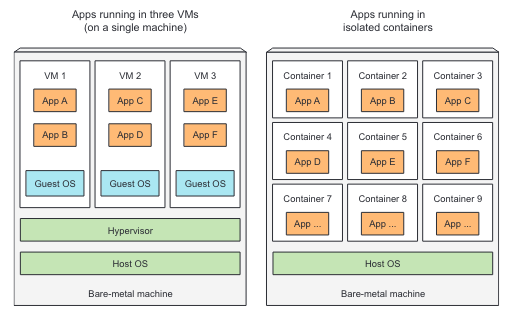 Apps running in three VMs
(on a single machine)
VM 1
VM 2
VM 3
App A
App C
App E
App B
App D
App F
Guest OS
Guest OS
Guest OS
Hypervisor
Host OS
Bare-metal machine
Apps running in
isolated containers
Container 1
Container 2
Container 3
App A
App B
App C
Container 4
Container 5
Container 6
App D
App E
App F
Container 7
Container 8
Container 9
App ...
App ...
App ...
Host OS
Bare-metal machine